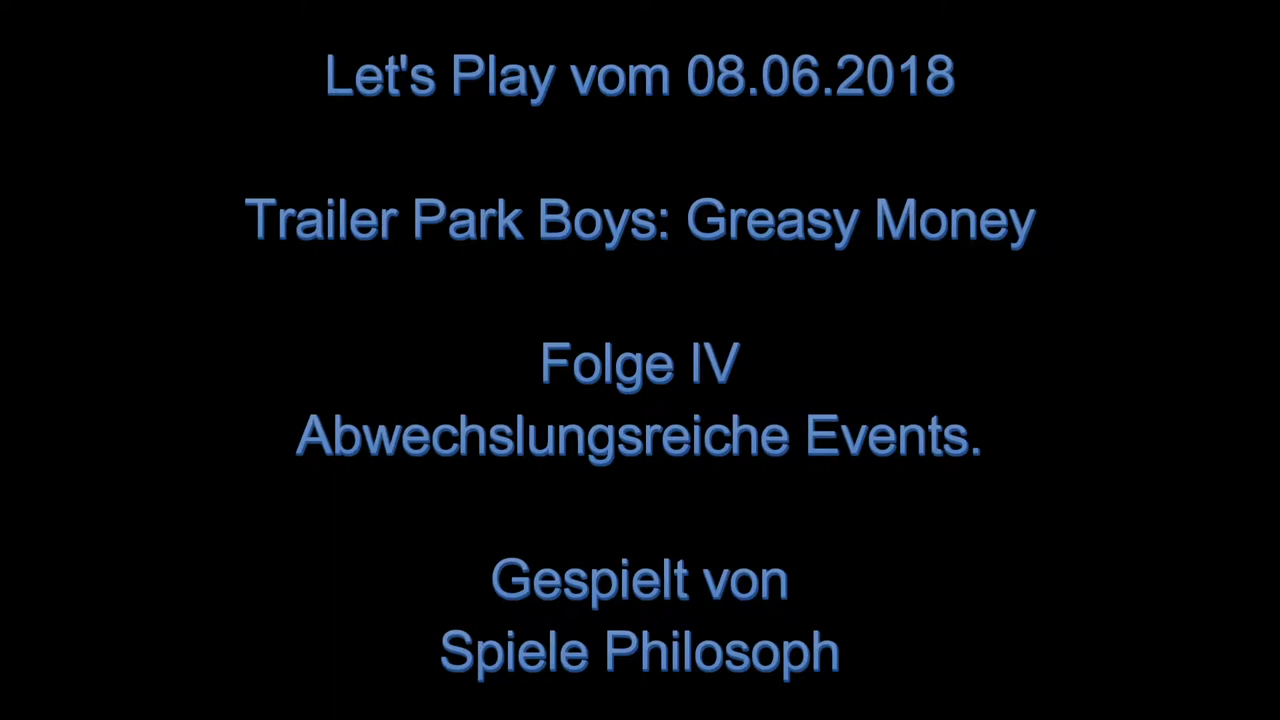 Let's Play vom 08.06.2018
Trailer Park Boys: Greasy Money
Folge IV
Abwechslungsreiche Events.
Gespielt von
Spiele Philosoph